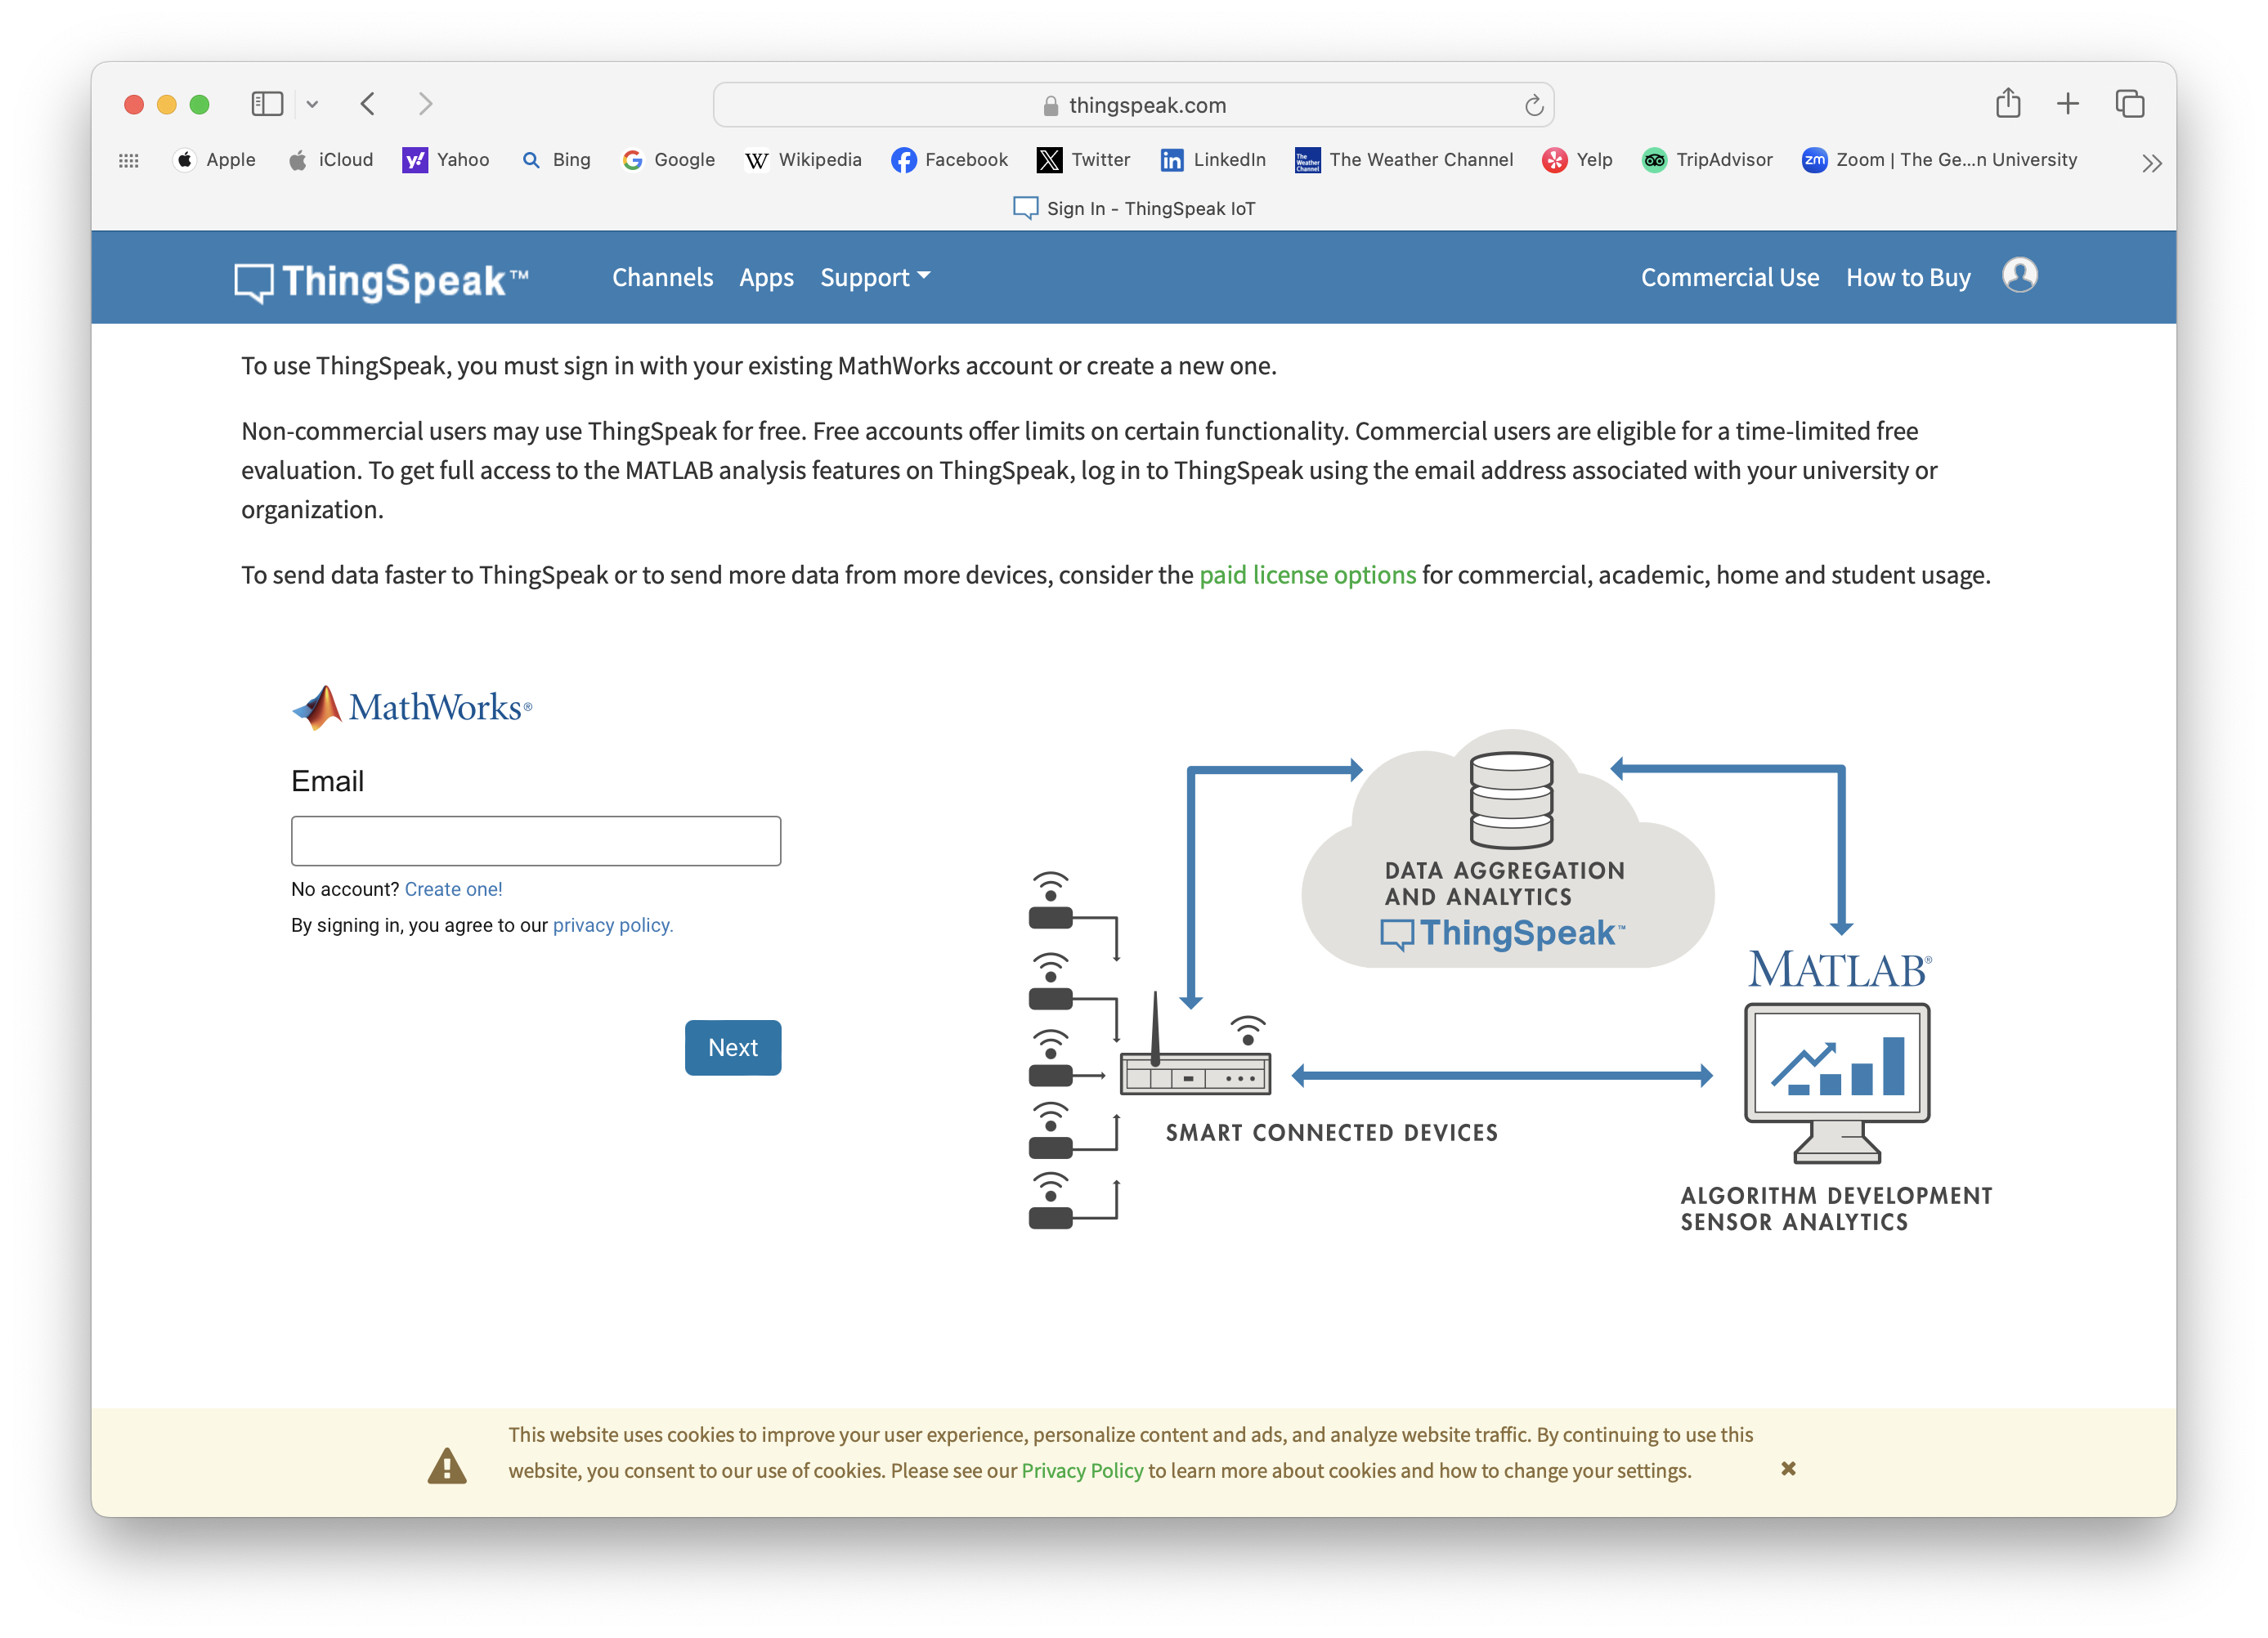 thingspeak.com
Apple iCloud Yahoo Bing Google Wikipedia Facebook Twitter LinkedIn The Weather Channel Yelp TripAdvisor Zoom | The Ge...n University
Sign In - ThingSpeak IoT
ThingSpeak™ Channels Apps Support Commercial Use How to Buy
To use ThingSpeak, you must sign in with your existing MathWorks account or create a new one.
Non-commercial users may use ThingSpeak for free. Free accounts offer limits on certain functionality. Commercial users are eligible for a time-limited free
evaluation. To get full access to the MATLAB analysis features on ThingSpeak, log in to ThingSpeak using the email address associated with your university or
organization.
To send data faster to ThingSpeak or to send more data from more devices, consider the paid license options for commercial, academic, home and student usage.
MathWorks®
Email
No account? Create one!
By signing in, you agree to our privacy policy.
Next
DATA AGGREGATION
AND ANALYTICS
ThingSpeak™
MATLAB®
SMART CONNECTED DEVICES
ALGORITHM DEVELOPMENT
SENSOR ANALYTICS
This website uses cookies to improve your user experience, personalize content and ads, and analyze website traffic. By continuing to use this
website, you consent to our use of cookies. Please see our Privacy Policy to learn more about cookies and how to change your settings.